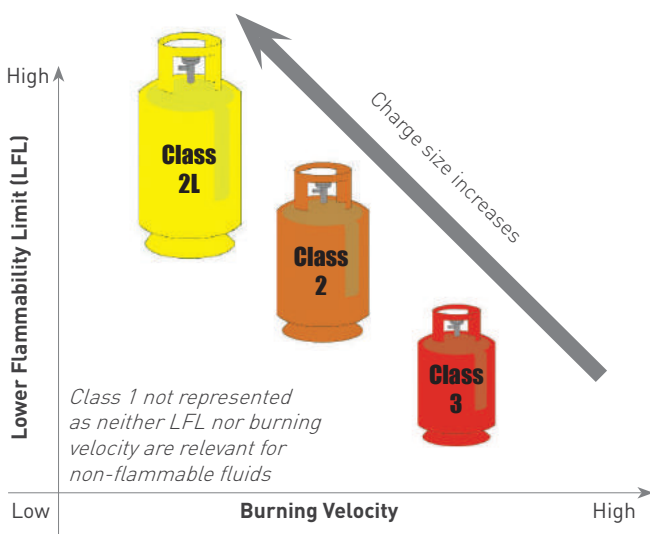 High
Lower Flammability Limit (LFL)
Class
2L
Class
2
Class
3
Charge size increases
Class 1 not represented
as neither LFL nor burning
velocity are relevant for
non-flammable fluids
Low
Burning Velocity
High